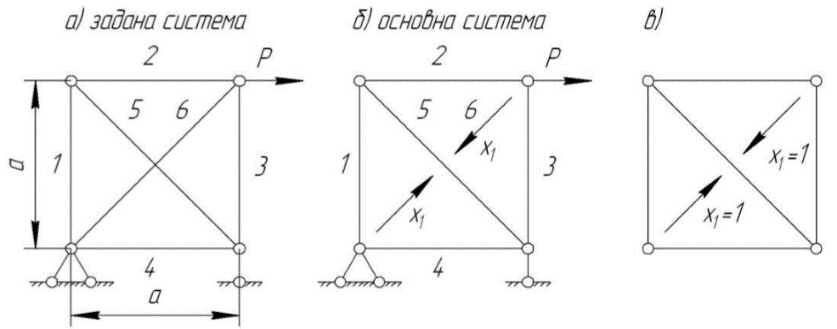 а) задана система
б) основна система
в)
2
P
5
6
1
3
a
4
a
2
P
5
6
x₁
1
3
x₁
4
x₁=1
x₁=1